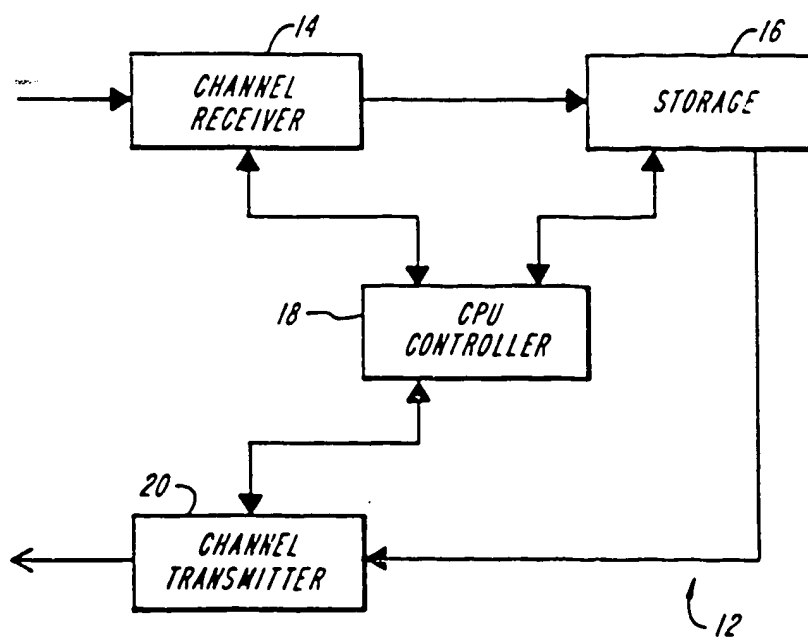 14
16
CHANNEL
RECEIVER
STORAGE
18
CPU
CONTROLLER
20
CHANNEL
TRANSMITTER
12